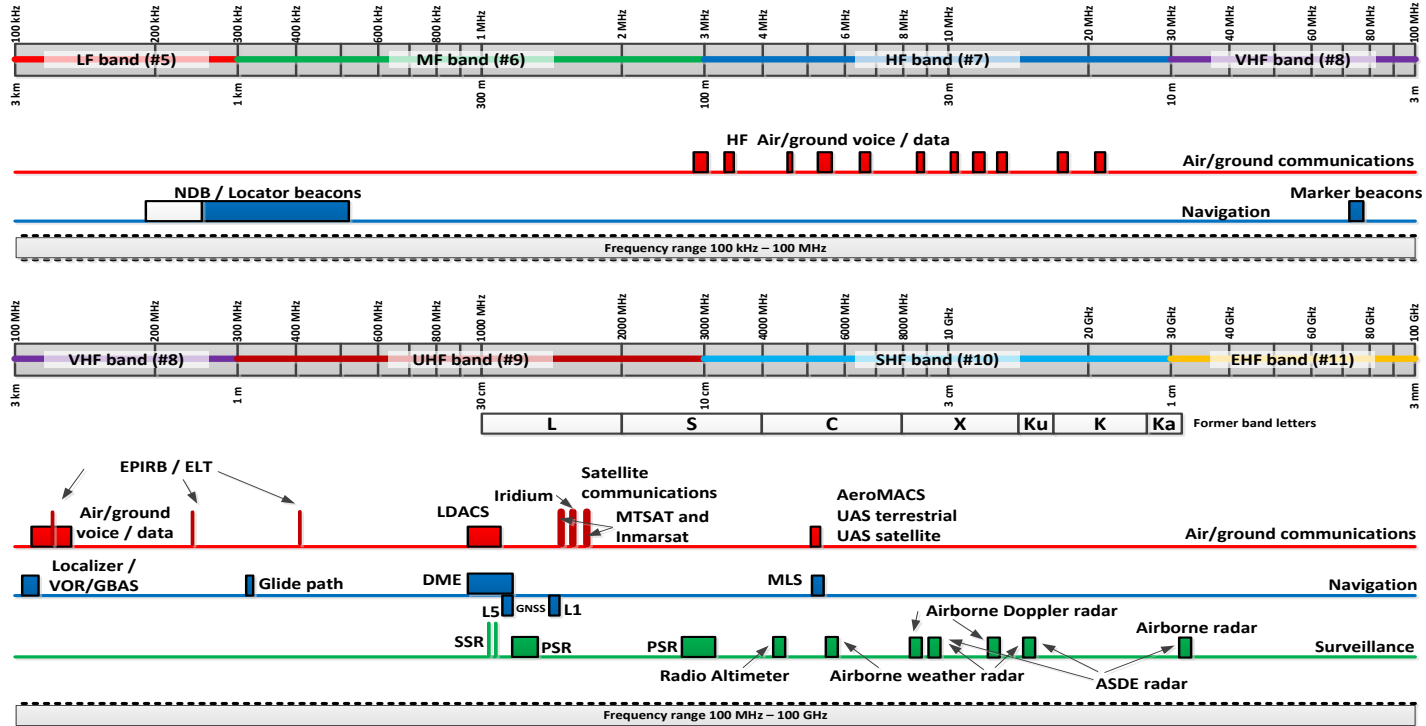 100 kHz 200 kHz 300 kHz 400 kHz 600 kHz 800 kHz 1 MHz 2 MHz 3 MHz 4 MHz 6 MHz 8 MHz 10 MHz 20 MHz 30 MHz 40 MHz 60 MHz 80 MHz 100 MHz
LF band (#5) MF band (#6) HF band (#7) VHF band (#8)
3 km 1 km 300 m 100 m 30 m 10 m 3 m
HF Air/ground voice / data
Air/ground communications
NDB / Locator beacons
Marker beacons
Navigation
Frequency range 100 kHz – 100 MHz
100 MHz 200 MHz 300 MHz 400 MHz 600 MHz 800 MHz 1000 MHz 2000 MHz 3000 MHz 4000 MHz 6000 MHz 8000 MHz 10 GHz 20 GHz 30 GHz 40 GHz 60 GHz 80 GHz 100 GHz
VHF band (#8) UHF band (#9) SHF band (#10) EHF band (#11)
3 km 1 m 30 cm 10 cm 3 cm 1 cm 3 mm
L S C X Ku K Ka Former band letters
EPIRB / ELT
Air/ground
voice / data
LDACS
Iridium
Satellite
communications
MTSAT and
Inmarsat
AeroMACS
UAS terrestrial
UAS satellite
Air/ground communications
Localizer /
VOR/GBAS
Glide path
DME
MLS
Navigation
L5 GNSS L1
SSR
PSR
PSR
Radio Altimeter
Airborne weather radar
Airborne Doppler radar
ASDE radar
Airborne radar
Surveillance
Frequency range 100 MHz – 100 GHz